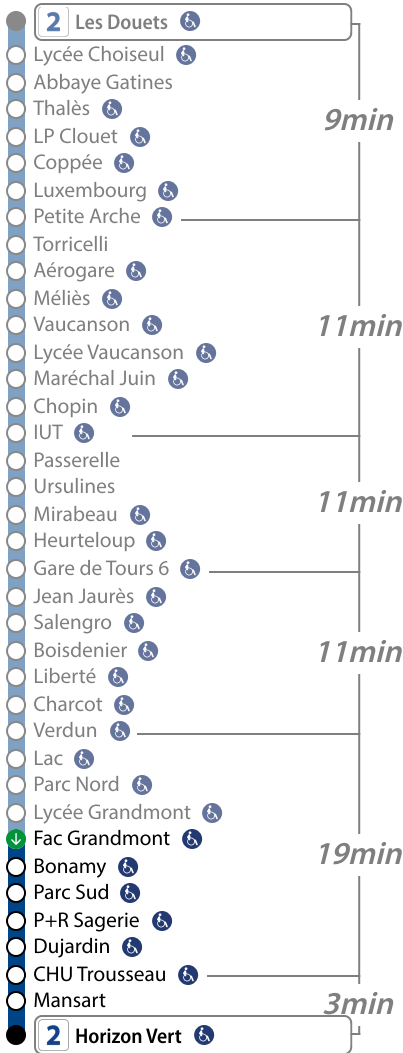 2 Les Douets
Lycée Choiseul
Abbaye Gatines
Thalès
9min
LP Clouet
Coppée
Luxembourg
Petite Arche
Torricelli
Aérogare
Méliès
Vaucanson
11min
Lycée Vaucanson
Maréchal Juin
Chopin
IUT
Passerelle
Ursulines
11min
Mirabeau
Heurteloup
Gare de Tours 6
Jean Jaurès
Salengro
Boisdenier
11min
Liberté
Charcot
Verdun
Lac
Parc Nord
Lycée Grandmont
Fac Grandmont
19min
Bonamy
Parc Sud
P+R Sagerie
Dujardin
CHU Trousseau
Mansart
3min
2 Horizon Vert